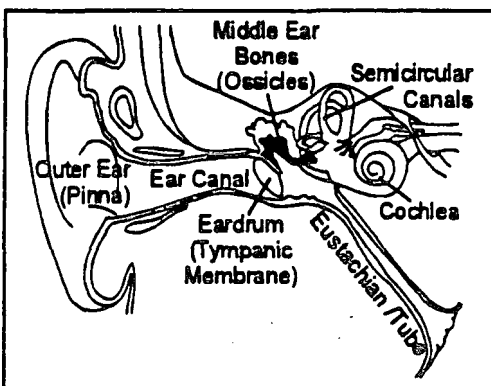 Middle Ear
Bones
(Ossicles)
Semicircular
Canals
Outer Ear
(Pinna)
Ear Canal
Eardrum
(Tympanic
Membrane)
Cochlea
Eustachian Tube